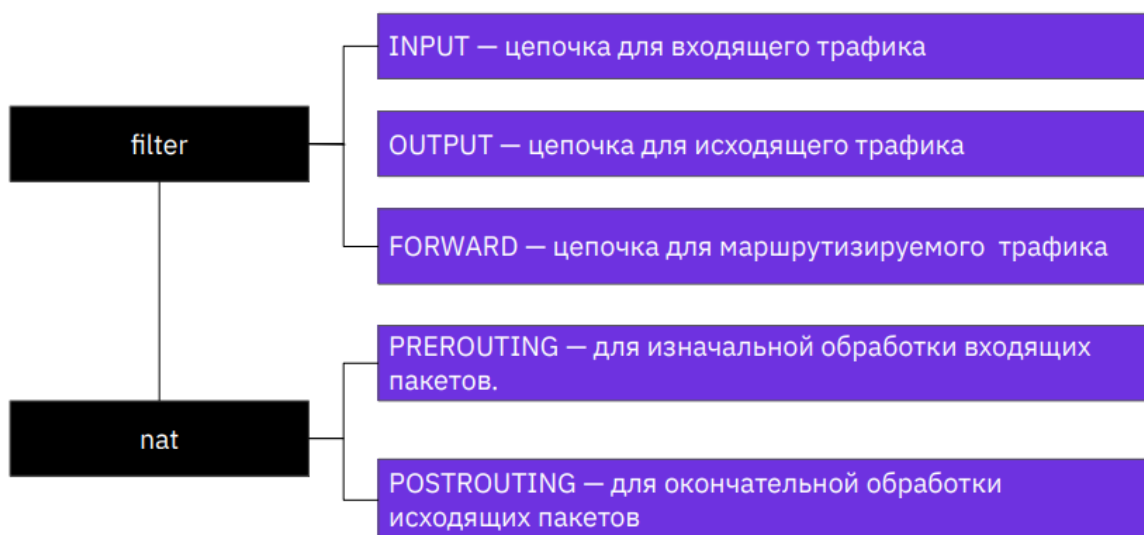 filter
INPUT — цепочка для входящего трафика
OUTPUT — цепочка для исходящего трафика
FORWARD — цепочка для маршрутизируемого трафика
nat
PREROUTING — для изначальной обработки входящих
пакетов.
POSTROUTING — для окончательной обработки
исходящих пакетов